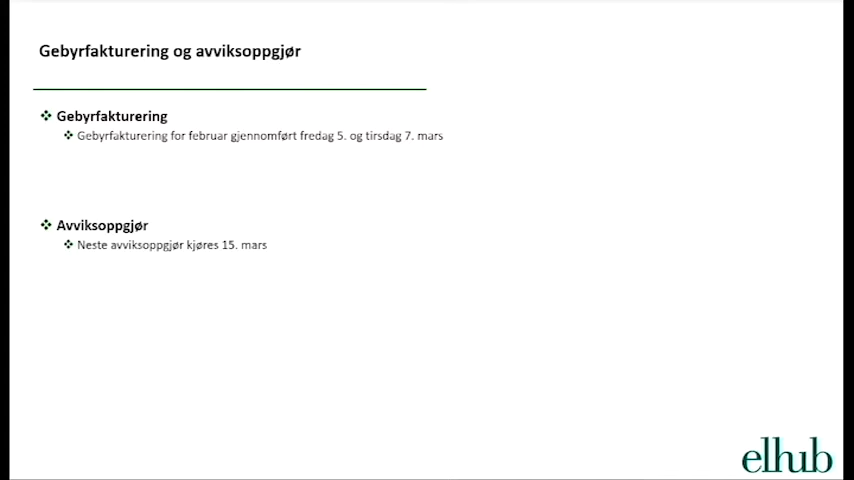 Gebyrfakturering og avviksoppgjør
Gebyrfakturering
Gebyrfakturering for februar gjennomført fredag 5. og tirsdag 7. mars
Avviksoppgjør
Neste avviksoppgjør kjøres 15. mars
elhub